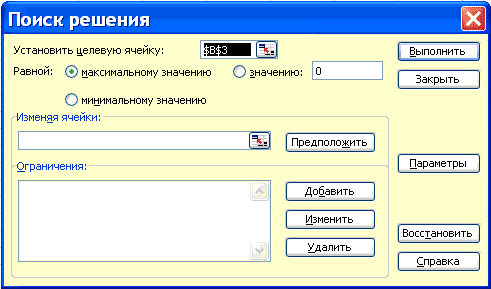 Поиск решения
Установить целевую ячейку: $B$3
Выполнить
Равной: максимальному значению значению: 0
Закрыть
минимальному значению
Изменяя ячейки:
Предположить
Ограничения:
Параметры
Добавить
Изменить
Удалить
Восстановить
Справка